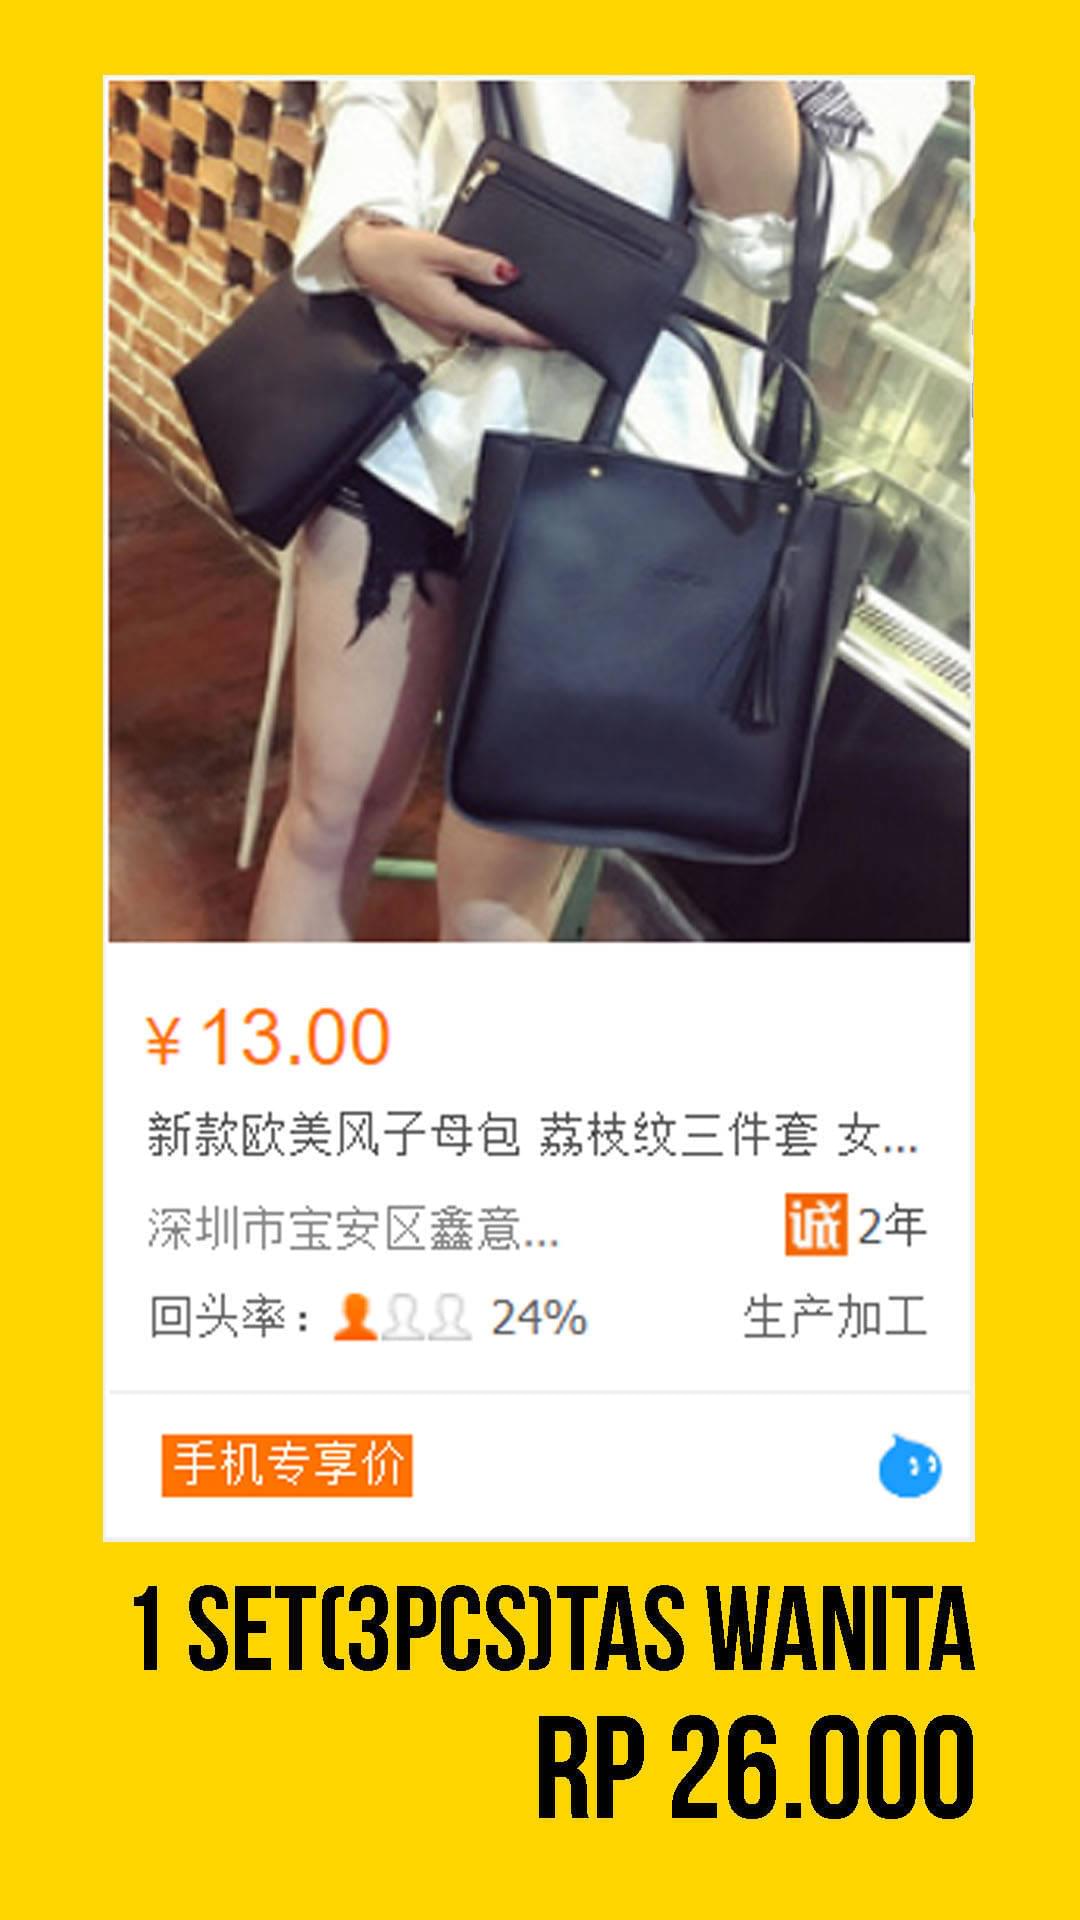 ¥ 13.00
新款欧美风子母包 荔枝纹三件套 女...
深圳市宝安区鑫意...
诚 2年
回头率： 24%
生产加工
手机专享价
1 SET(3PCS)TAS WANITA
RP 26.000